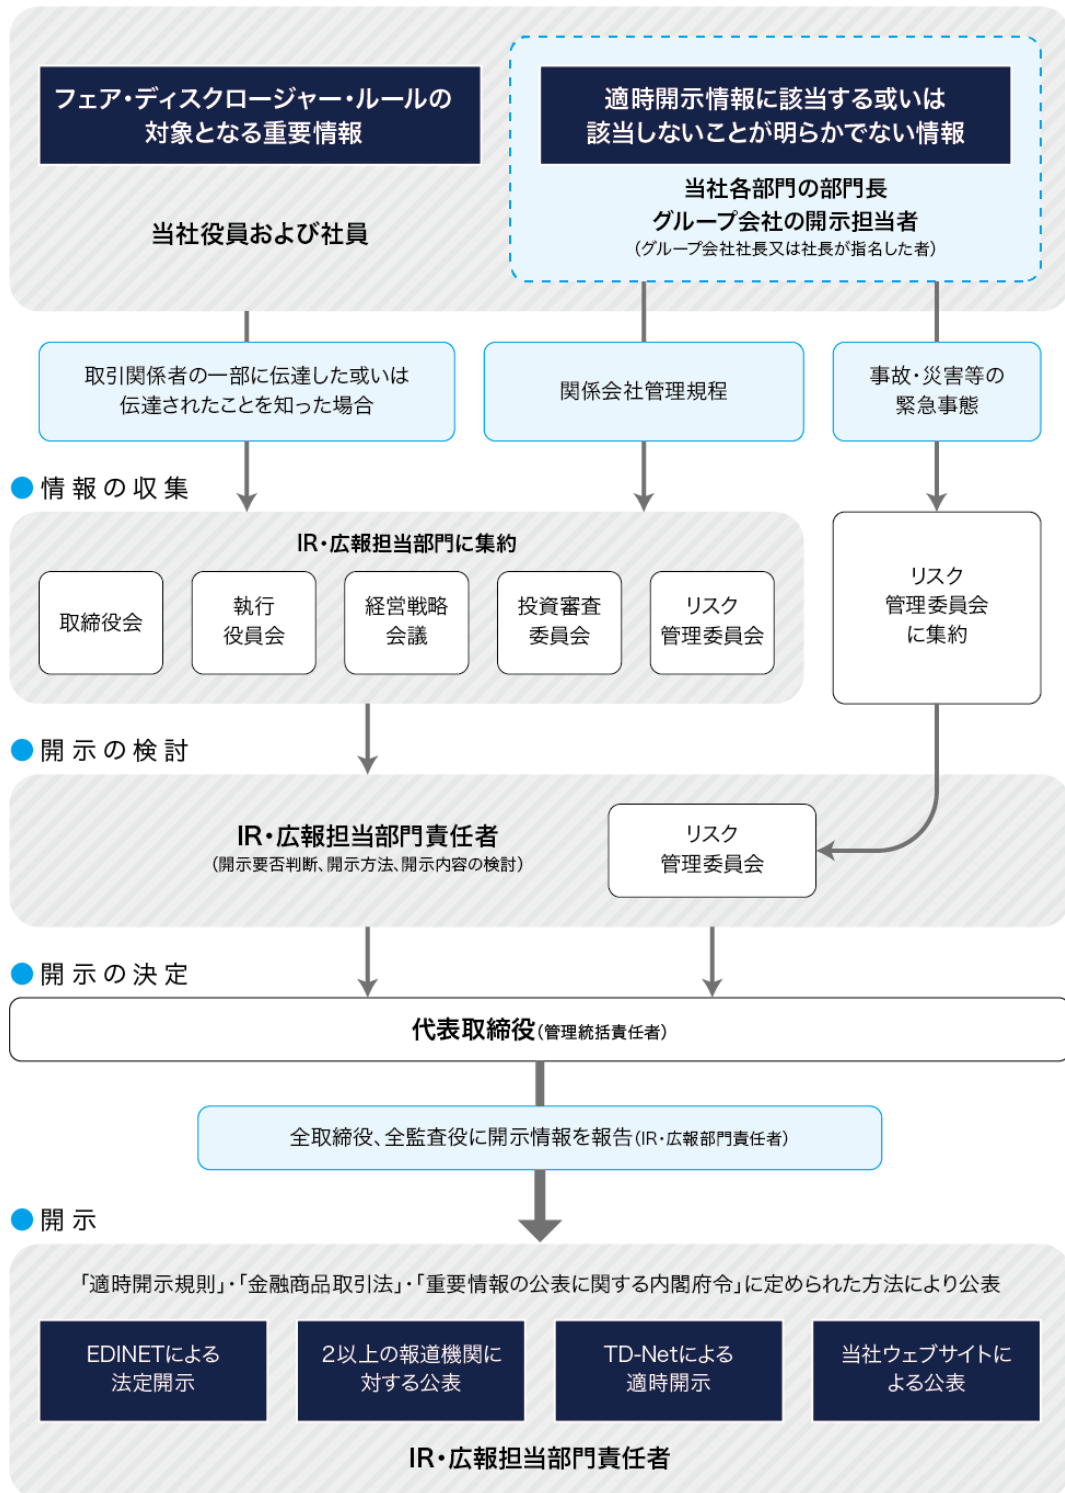 フェア・ディスクロージャー・ルールの
対象となる重要情報
当社役員および社員
適時開示情報に該当する或いは
該当しないことが明らかでない情報
当社各部門の部門長
グループ会社の開示担当者
(グループ会社社長又は社長が指名した者)
取引関係者の一部に伝達した或いは
伝達されたことを知った場合
関係会社管理規程
事故・災害等の
緊急事態
●情報の収集
IR・広報担当部門に集約
取締役会
執行
役員会
経営戦略
会議
投資審査
委員会
リスク
管理委員会
リスク
管理委員会
に集約
●開示の検討
IR・広報担当部門責任者
(開示要否判断、開示方法、開示内容の検討)
リスク
管理委員会
●開示の決定
代表取締役(管理統括責任者)
全取締役、全監査役に開示情報を報告(IR・広報部門責任者)
●開示
「適時開示規則」・「金融商品取引法」・「重要情報の公表に関する内閣府令」に定められた方法により公表
EDINETによる
法定開示
2以上の報道機関に
対する公表
TD-Netによる
適時開示
当社ウェブサイトに
よる公表
IR・広報担当部門責任者